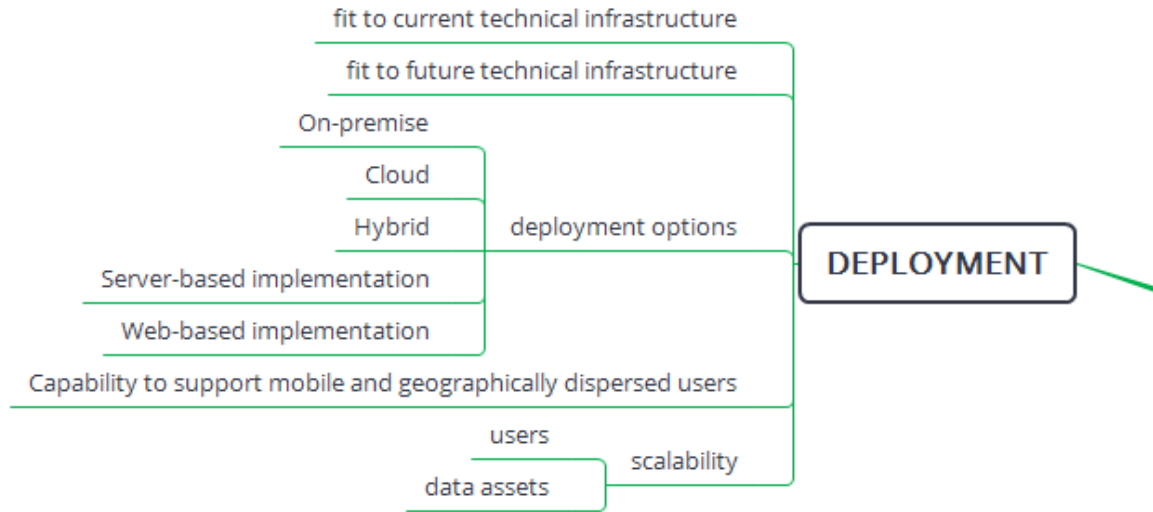 fit to current technical infrastructure
fit to future technical infrastructure
On-premise
Cloud
Hybrid
deployment options
DEPLOYMENT
Server-based implementation
Web-based implementation
Capability to support mobile and geographically dispersed users
users
scalability
data assets